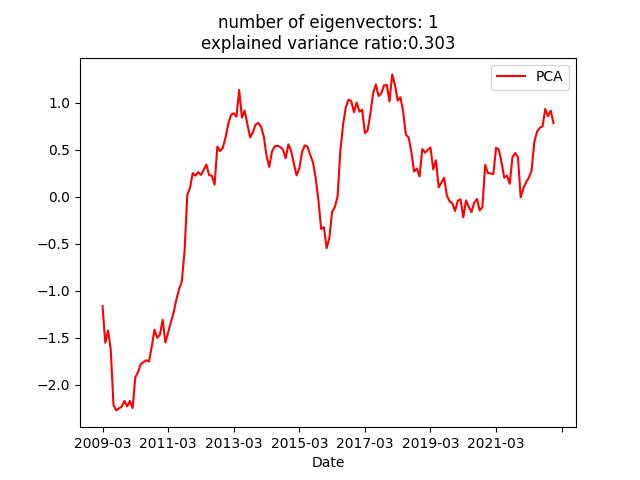 number of eigenvectors: 1
explained variance ratio:0.303
PCA
1.0
0.5
0.0
−0.5
−1.0
−1.5
−2.0
2009-03 2011-03 2013-03 2015-03 2017-03 2019-03 2021-03
Date